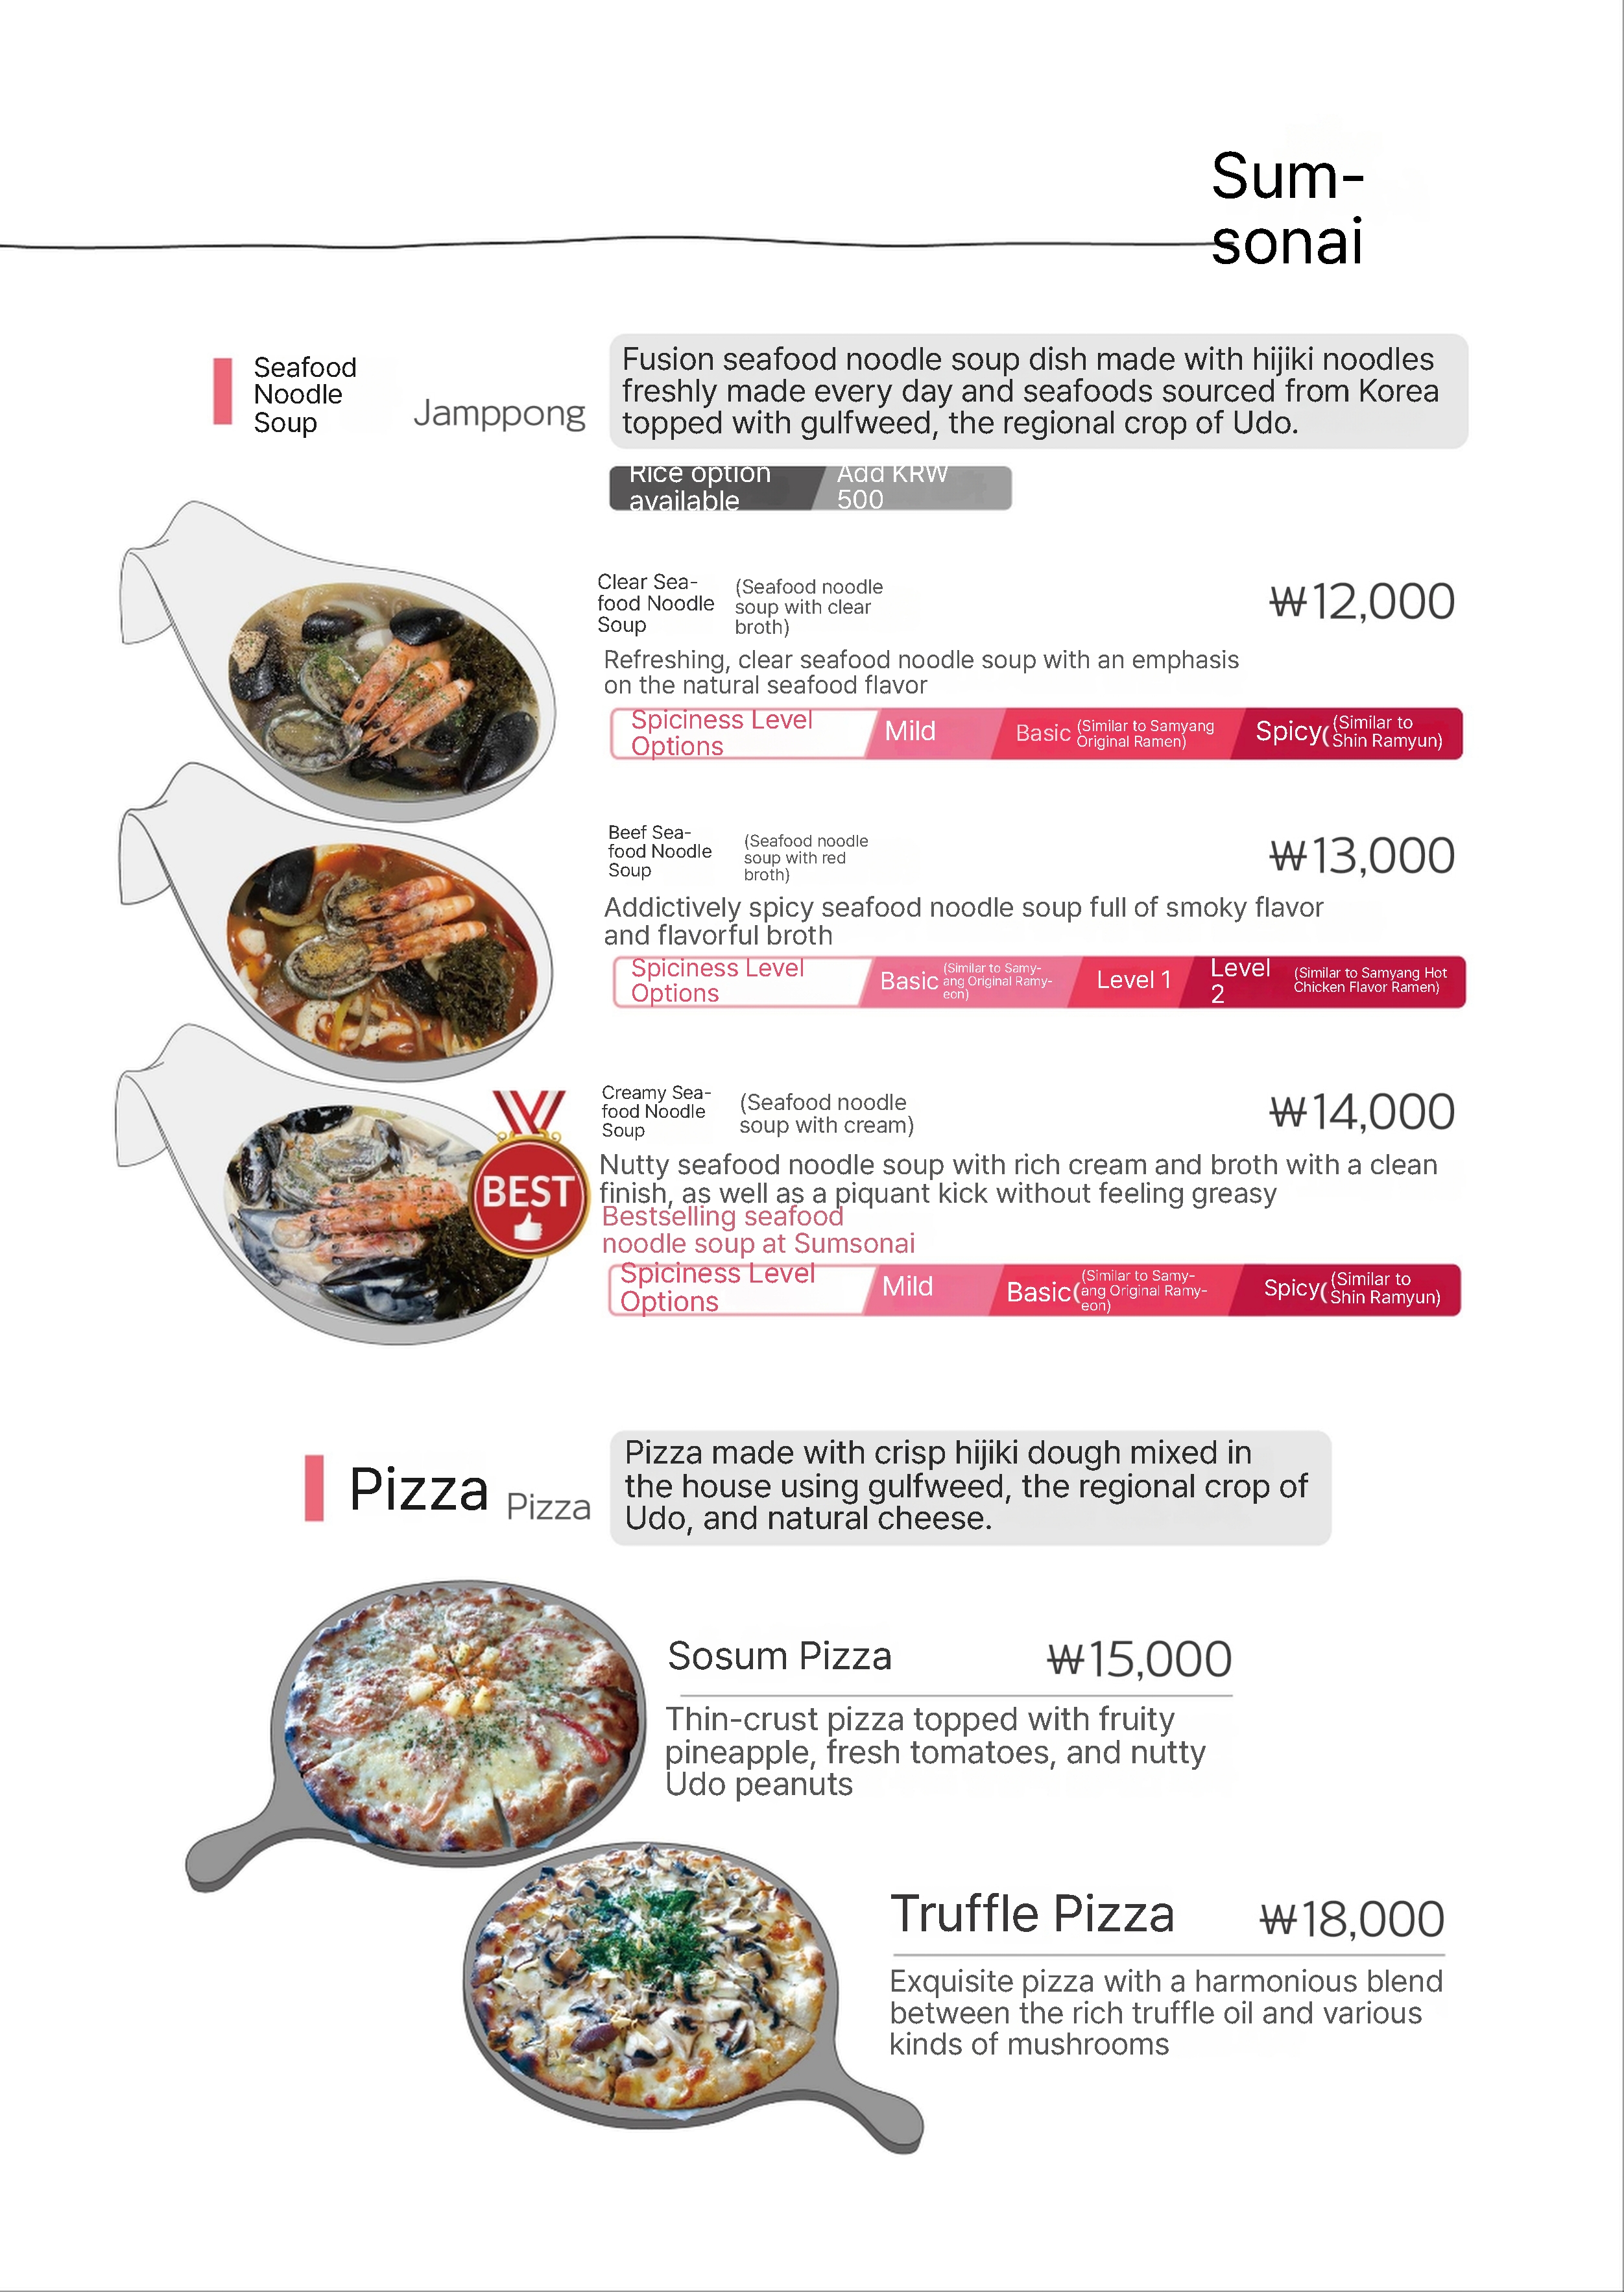 Sum-
sonai
Seafood
Noodle
Soup
Jamppong
Fusion seafood noodle soup dish made with hijiki noodles
freshly made every day and seafoods sourced from Korea
topped with gulfweed, the regional crop of Udo.
Rice option
available
Add KRW
500
Clear Sea-
food Noodle
Soup
(Seafood noodle
soup with clear
broth)
₩12,000
Refreshing, clear seafood noodle soup with an emphasis
on the natural seafood flavor
Spiciness Level
Options
Mild
Basic (Similar to Samyang
Original Ramen)
Spicy( (Similar to
Shin Ramyun)
Beef Sea-
food Noodle
Soup
(Seafood noodle
soup with red
broth)
₩13,000
Addictively spicy seafood noodle soup full of smoky flavor
and flavorful broth
Spiciness Level
Options
Basic (Similar to Samy-
ang Original Ramy-
eon)
Level 1
Level
2
(Similar to Samyang Hot
Chicken Flavor Ramen)
BEST
Creamy Sea-
food Noodle
Soup
(Seafood noodle
soup with cream)
₩14,000
Nutty seafood noodle soup with rich cream and broth with a clean
finish, as well as a piquant kick without feeling greasy
Bestselling seafood
noodle soup at Sumsonai
Spiciness Level
Options
Mild
Basic( (Similar to Samy-
ang Original Ramy-
eon)
Spicy( (Similar to
Shin Ramyun)
Pizza
Pizza
Pizza made with crisp hijiki dough mixed in
the house using gulfweed, the regional crop of
Udo, and natural cheese.
Sosum Pizza
₩15,000
Thin-crust pizza topped with fruity
pineapple, fresh tomatoes, and nutty
Udo peanuts
Truffle Pizza
₩18,000
Exquisite pizza with a harmonious blend
between the rich truffle oil and various
kinds of mushrooms